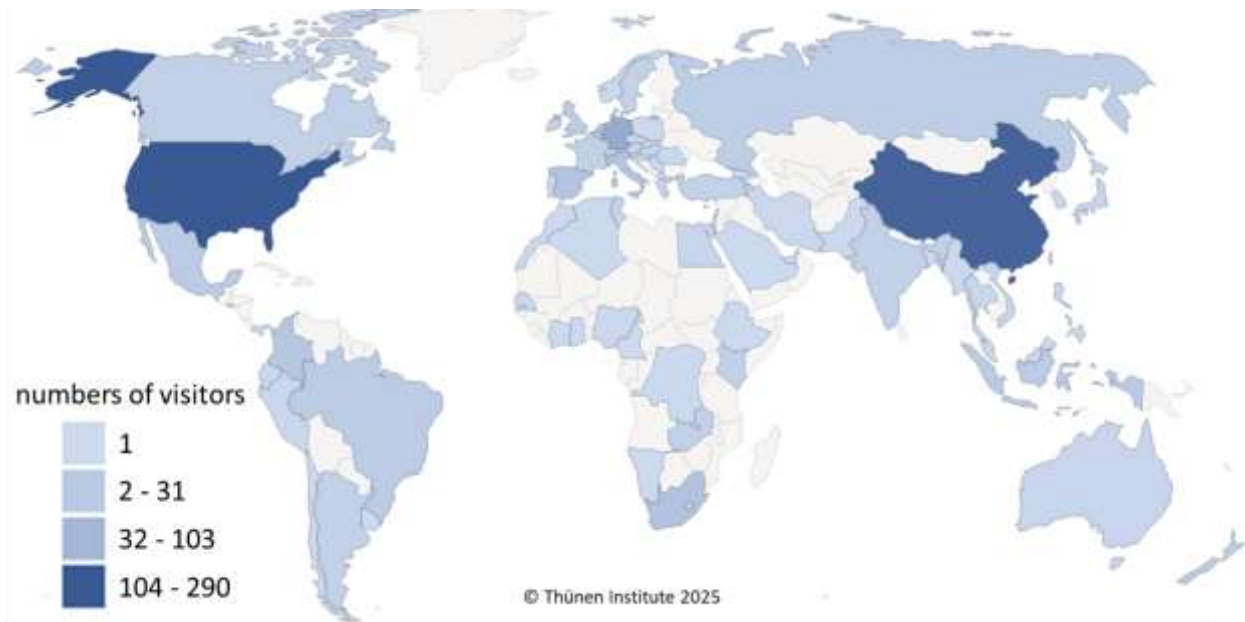 numbers of visitors
1
2 - 31
32 - 103
104 - 290
© Thünen Institute 2025